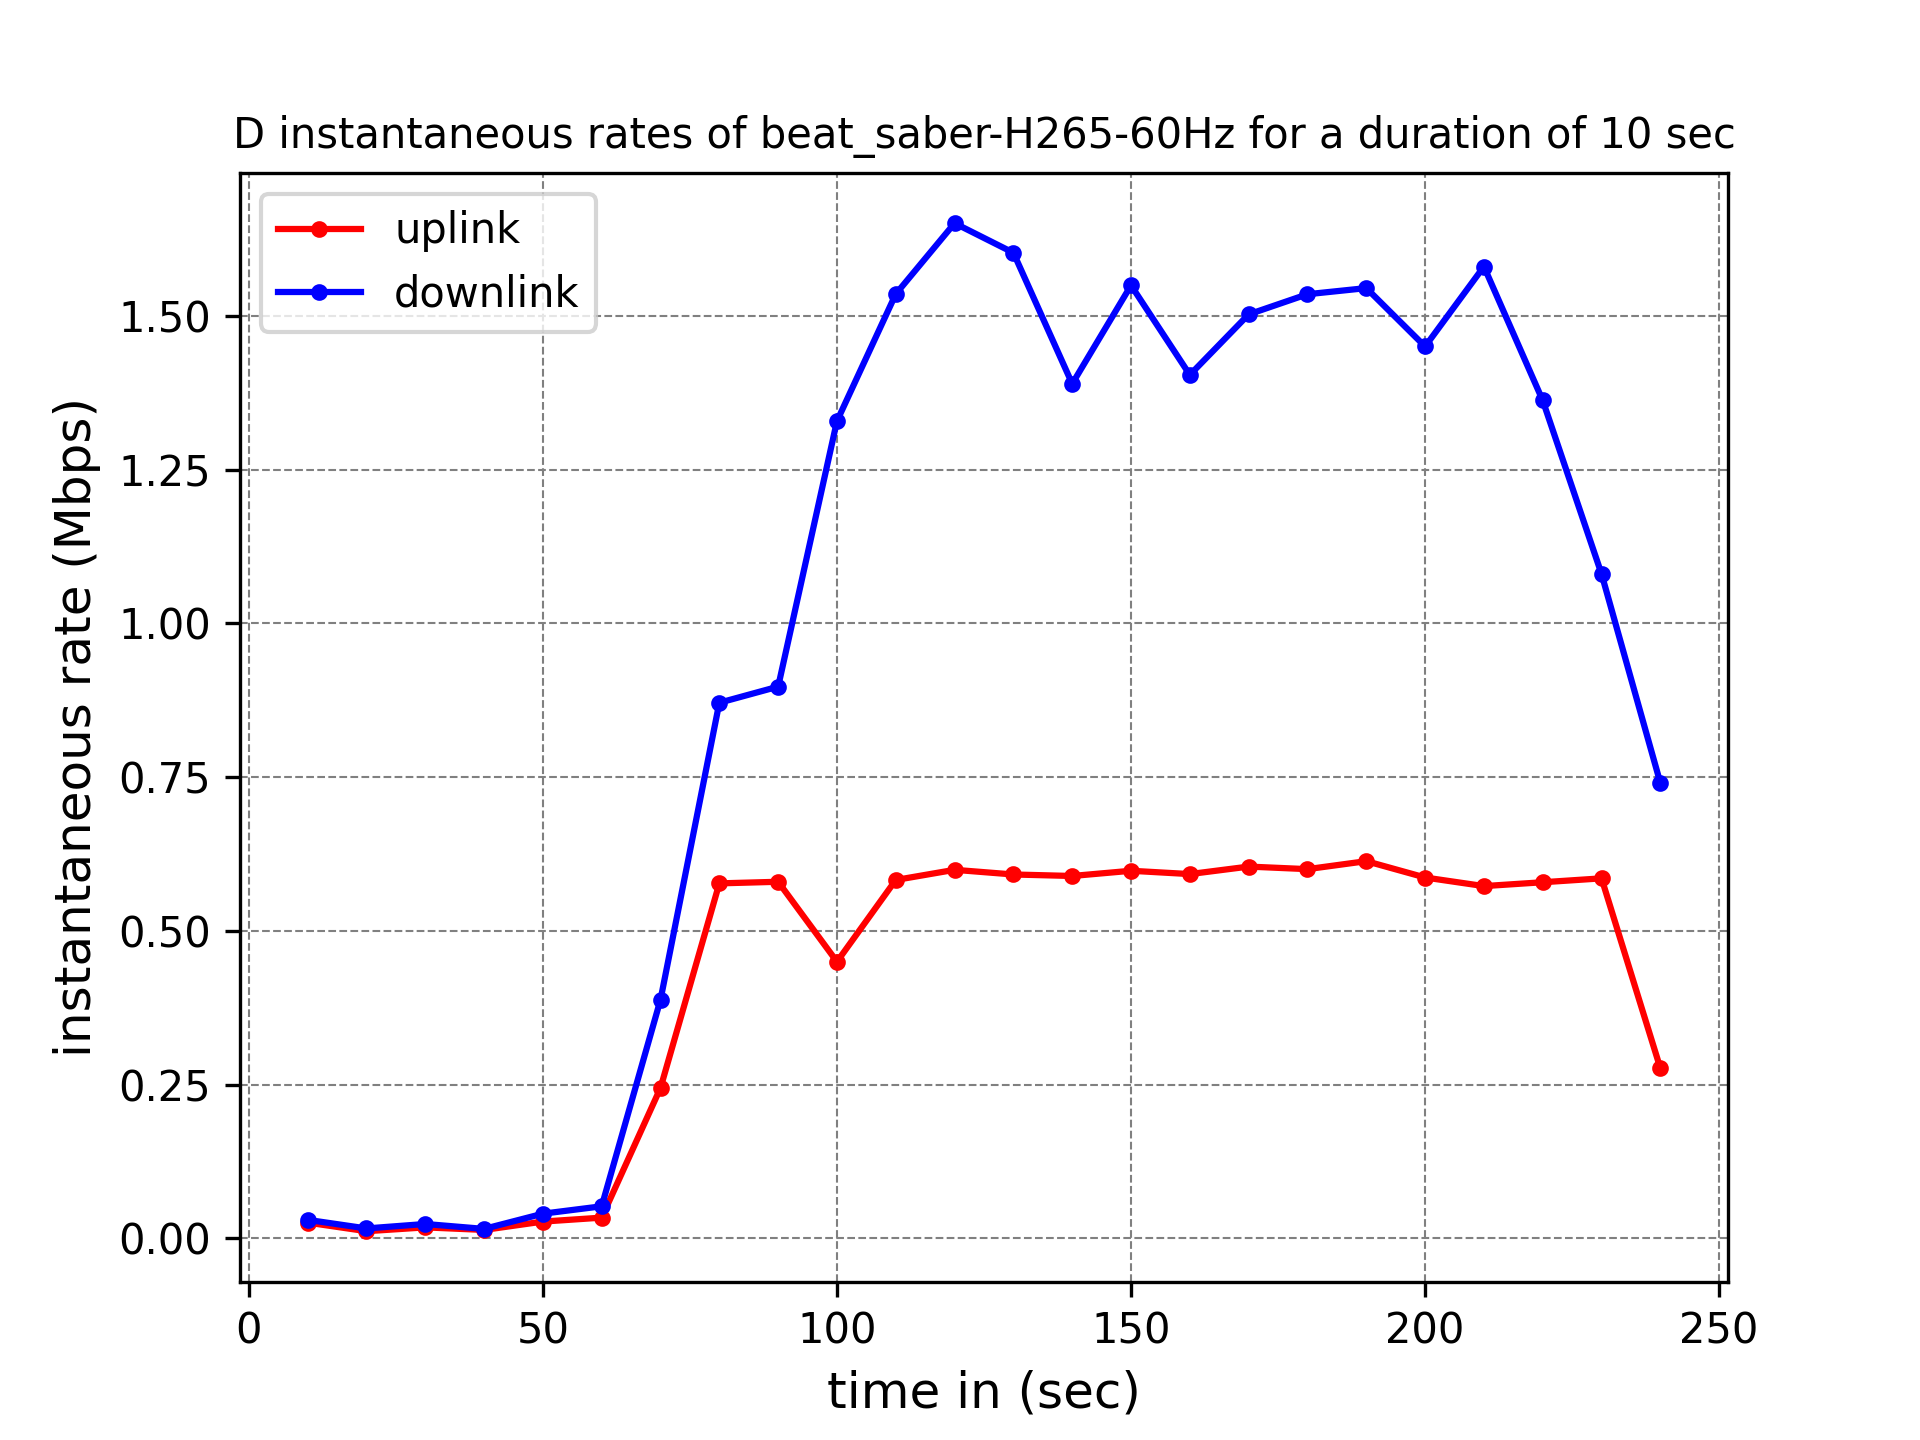 D instantaneous rates of beat_saber-H265-60Hz for a duration of 10 sec
uplink
downlink
instantaneous rate (Mbps)
1.50
1.25
1.00
0.75
0.50
0.25
0.00
0 50 100 150 200 250
time in (sec)